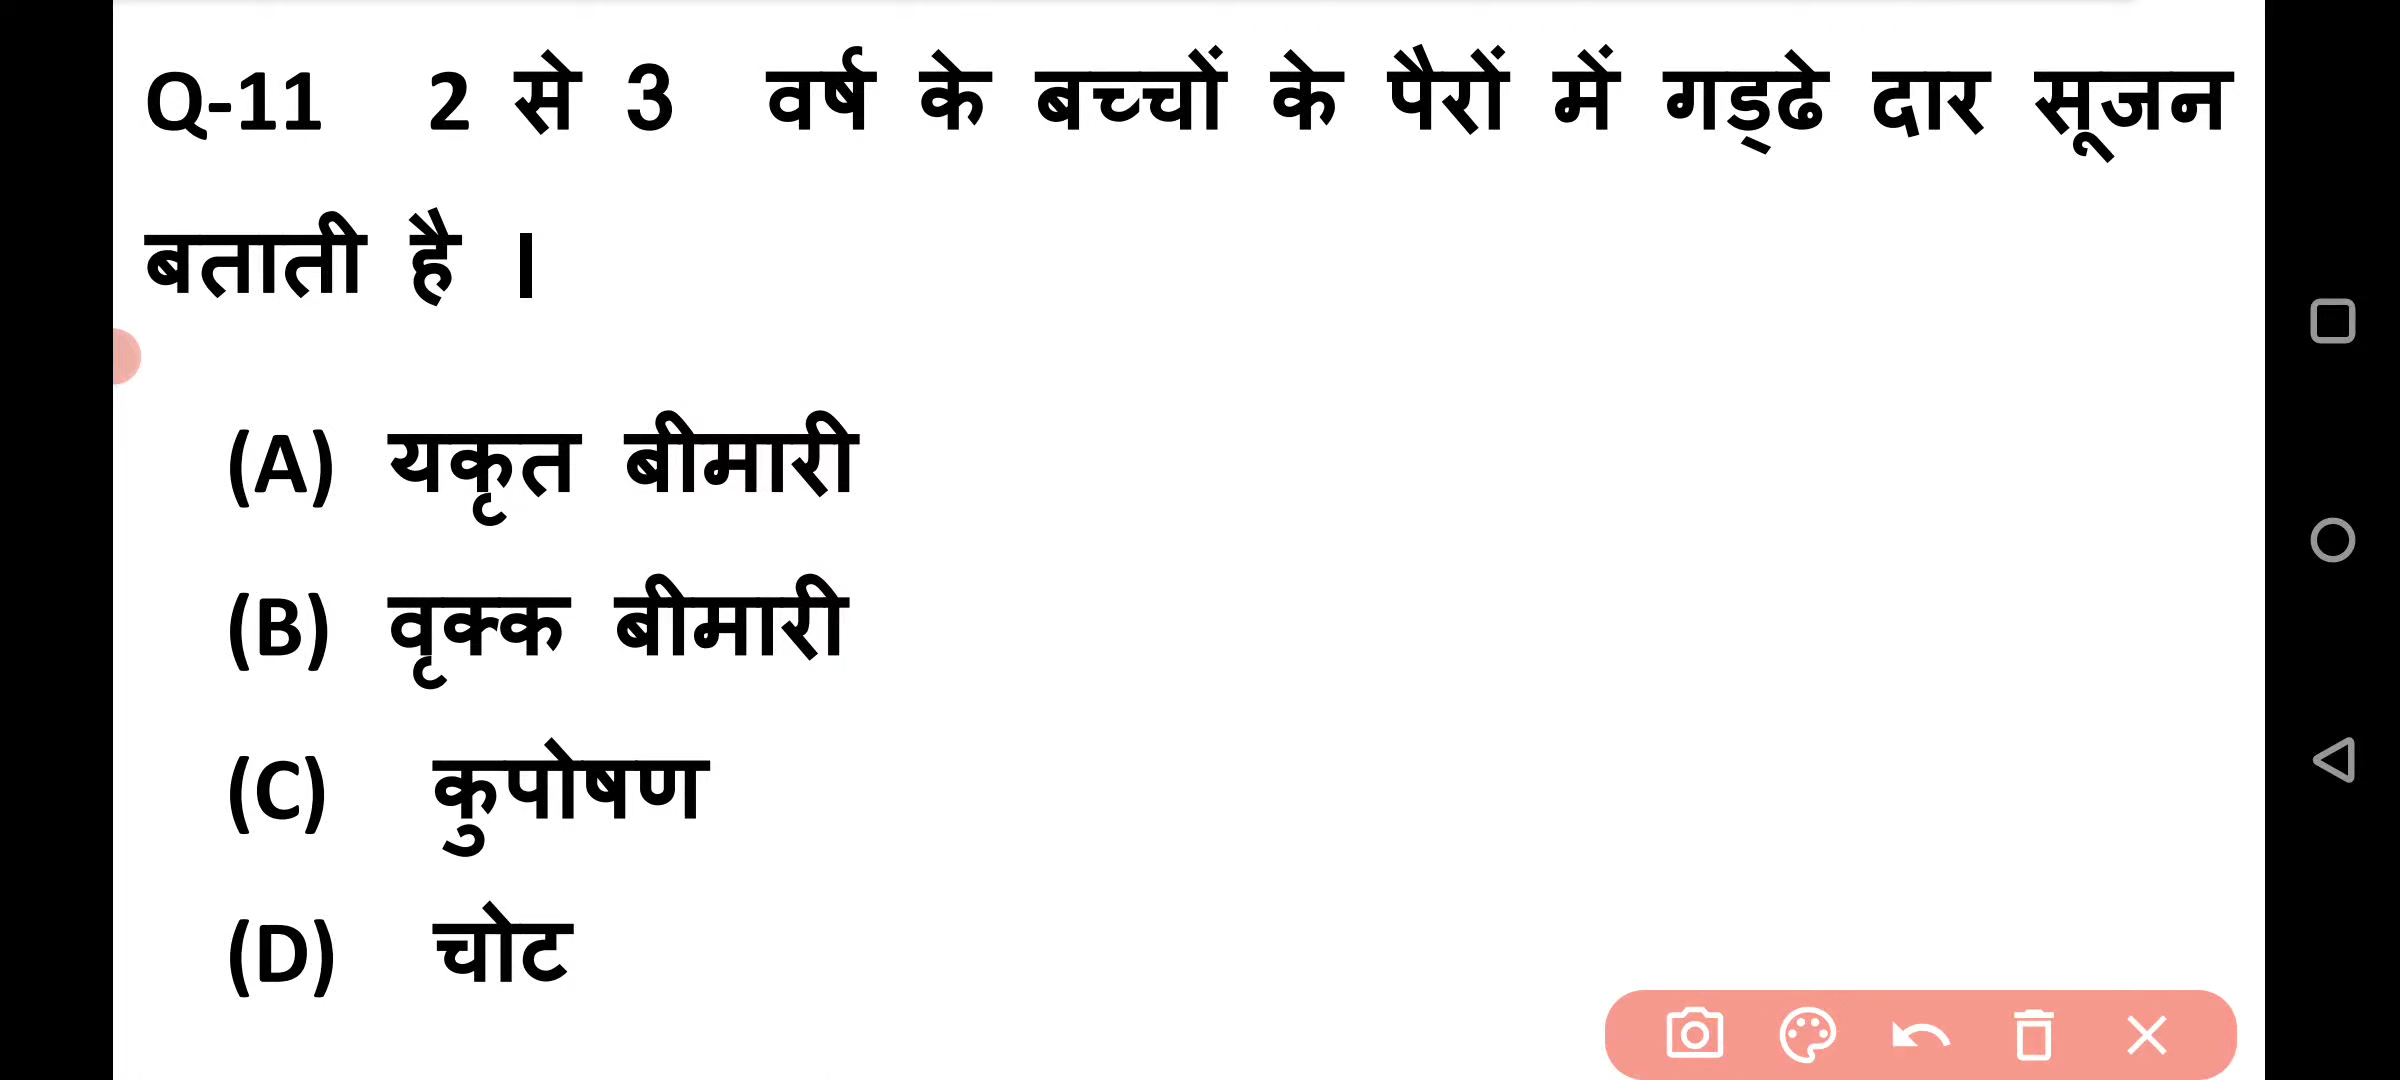 Q-11 2 से 3 वर्ष के बच्चों के पैरों में गड्ढे दार सूजन
बताती है ।
(A) यकृत बीमारी
(B) वृक्क बीमारी
(C) कुपोषण
(D) चोट